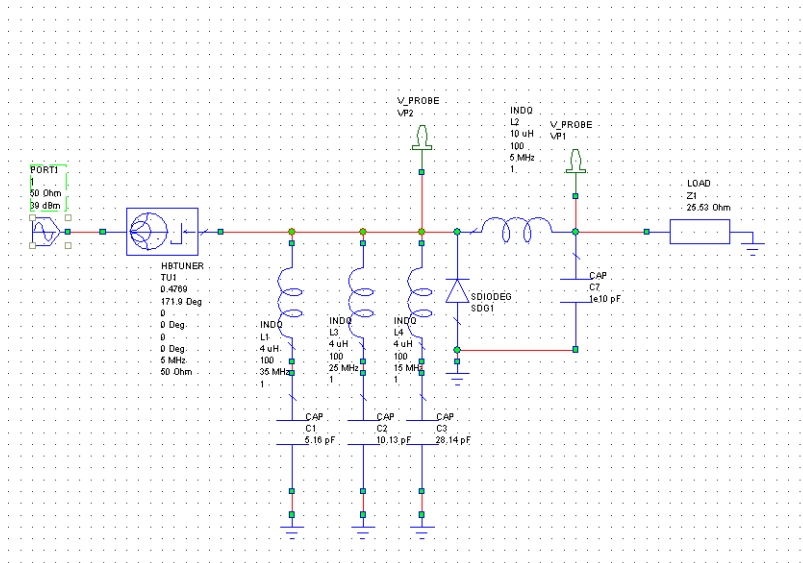 V_PROBE
VP2
INDQ
L2
10 uH
100
5 MHz
1
V_PROBE
VP1
PORT1
1
50 Ohm
39 dBm
LOAD
Z1
25.53 Ohm
HBTUNER
TU1
0.4769
171.9 Deg
0
0 Deg
0
0 Deg
5 MHz
50 Ohm
INDQ
L1
4 uH
100
35 MHz
1
INDQ
L3
4 uH
100
25 MHz
1
INDQ
L4
4 uH
100
15 MHz
1
SDIODEG
SDG1
CAP
C7
1e10 pF
CAP
C1
5.16 pF
CAP
C2
10.13 pF
CAP
C3
28.14 pF